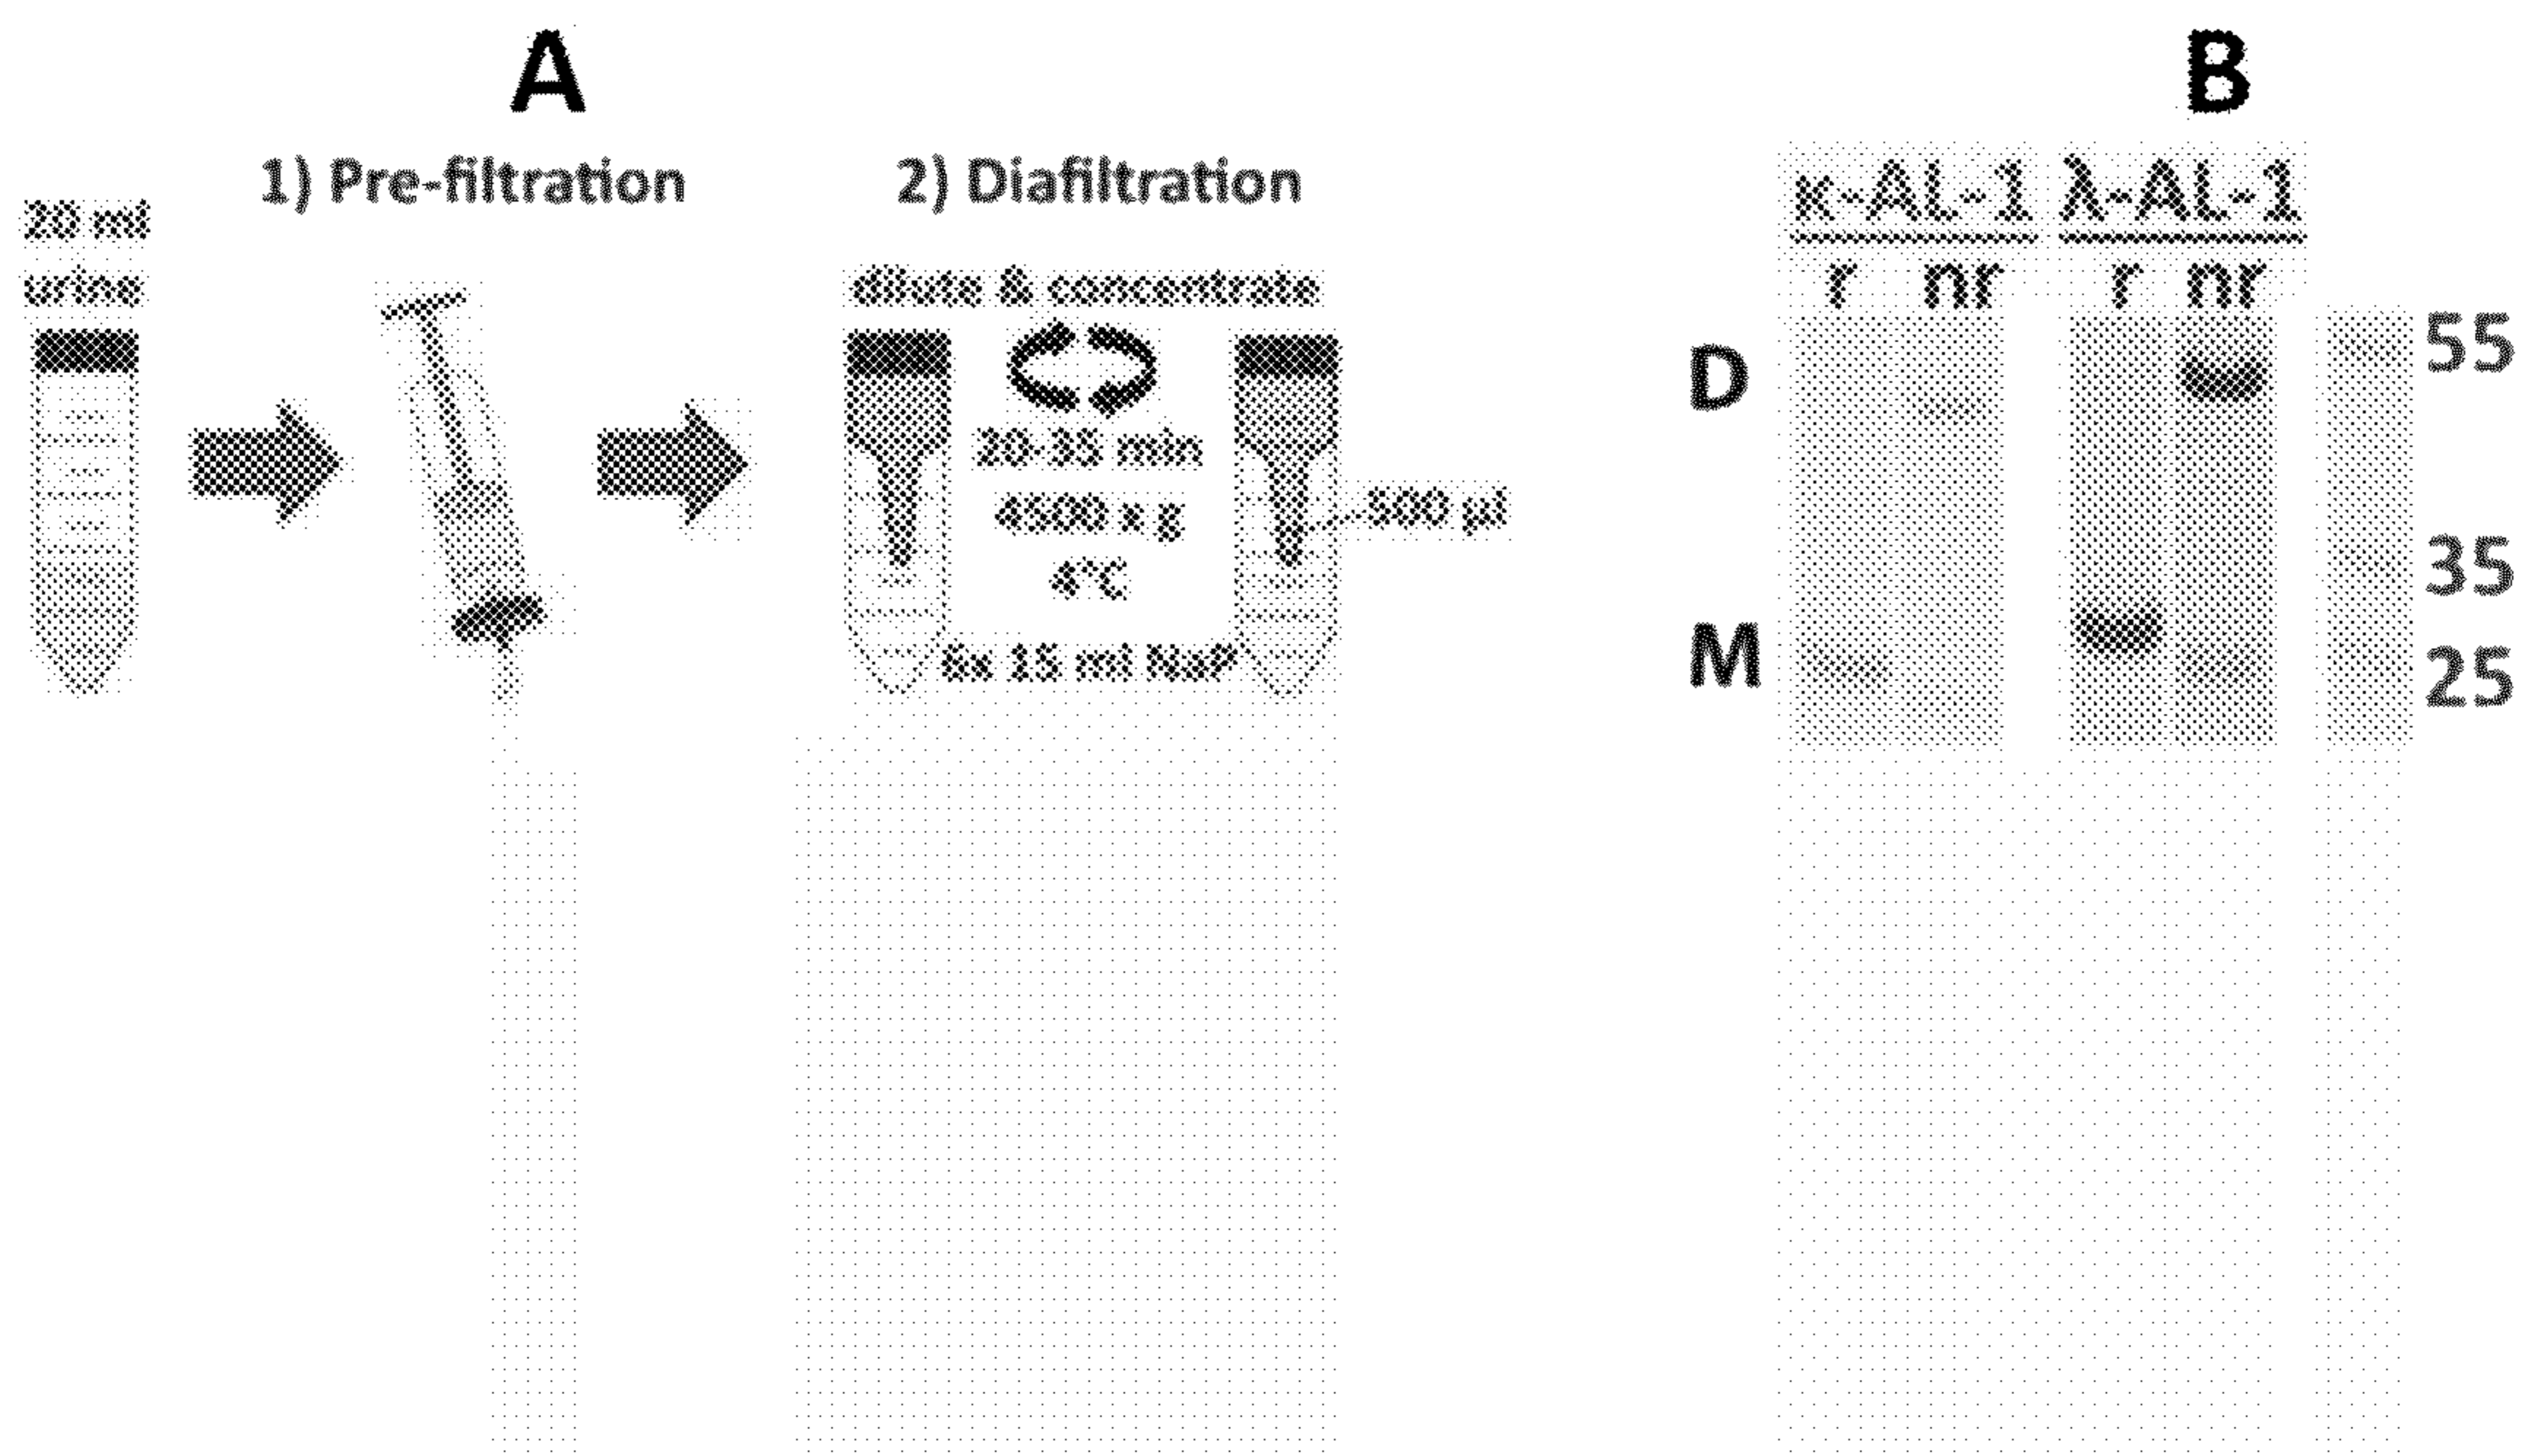 A
1) Pre-filtration
2) Diafiltration
20 ml
urine
dilute & concentrate
20-35 min
4500 x g
4°C
500 µl
6x 15 ml NaP
B
κ-AL-1 λ-AL-1
r nr r nr
D
M
55
35
25